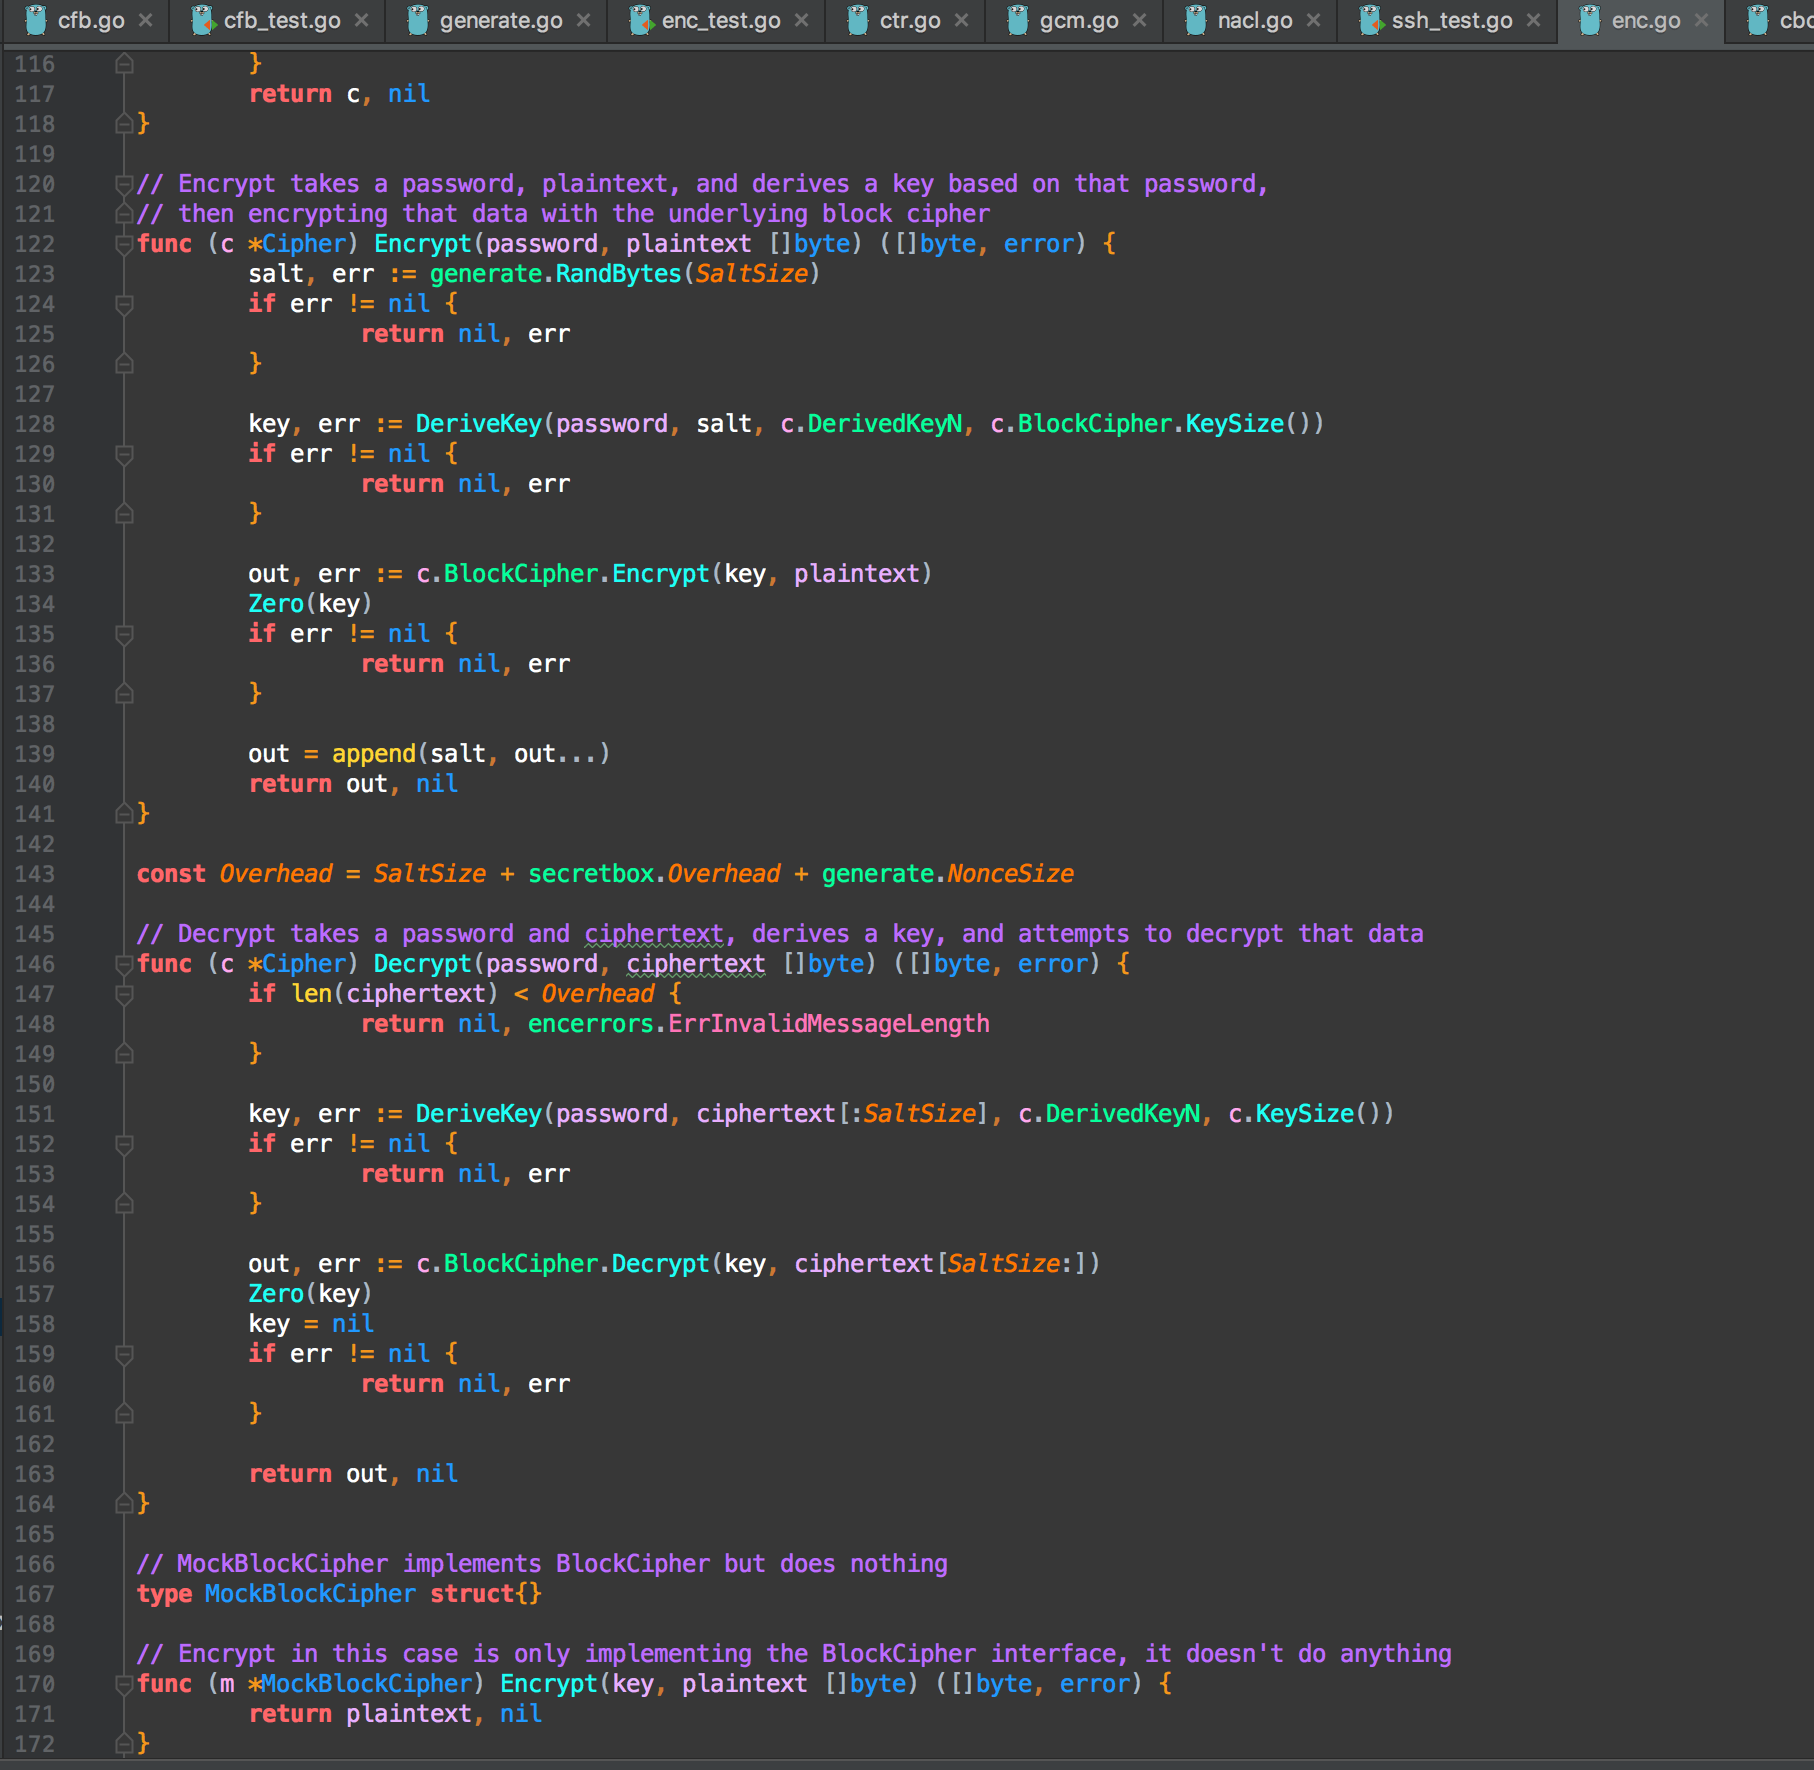 cfb.go cfb_test.go generate.go enc_test.go ctr.go gcm.go nacl.go ssh_test.go enc.go
116 }
117 return c, nil
118 }
119
120 // Encrypt takes a password, plaintext, and derives a key based on that password,
121 // then encrypting that data with the underlying block cipher
122 func (c *Cipher) Encrypt(password, plaintext []byte) ([]byte, error) {
123 salt, err := generate.RandBytes(SaltSize)
124 if err != nil {
125 return nil, err
126 }
127
128 key, err := DeriveKey(password, salt, c.DerivedKeyN, c.BlockCipher.KeySize())
129 if err != nil {
130 return nil, err
131 }
132
133 out, err := c.BlockCipher.Encrypt(key, plaintext)
134 Zero(key)
135 if err != nil {
136 return nil, err
137 }
138
139 out = append(salt, out...)
140 return out, nil
141 }
142
143 const Overhead = SaltSize + secretbox.Overhead + generate.NonceSize
144
145 // Decrypt takes a password and ciphertext, derives a key, and attempts to decrypt that data
146 func (c *Cipher) Decrypt(password, ciphertext []byte) ([]byte, error) {
147 if len(ciphertext) < Overhead {
148 return nil, encerrors.ErrInvalidMessageLength
149 }
150
151 key, err := DeriveKey(password, ciphertext[:SaltSize], c.DerivedKeyN, c.KeySize())
152 if err != nil {
153 return nil, err
154 }
155
156 out, err := c.BlockCipher.Decrypt(key, ciphertext[SaltSize:])
157 Zero(key)
158 key = nil
159 if err != nil {
160 return nil, err
161 }
162
163 return out, nil
164 }
165
166 // MockBlockCipher implements BlockCipher but does nothing
167 type MockBlockCipher struct{}
168
169 // Encrypt in this case is only implementing the BlockCipher interface, it doesn't do anything
170 func (m *MockBlockCipher) Encrypt(key, plaintext []byte) ([]byte, error) {
171 return plaintext, nil
172 }